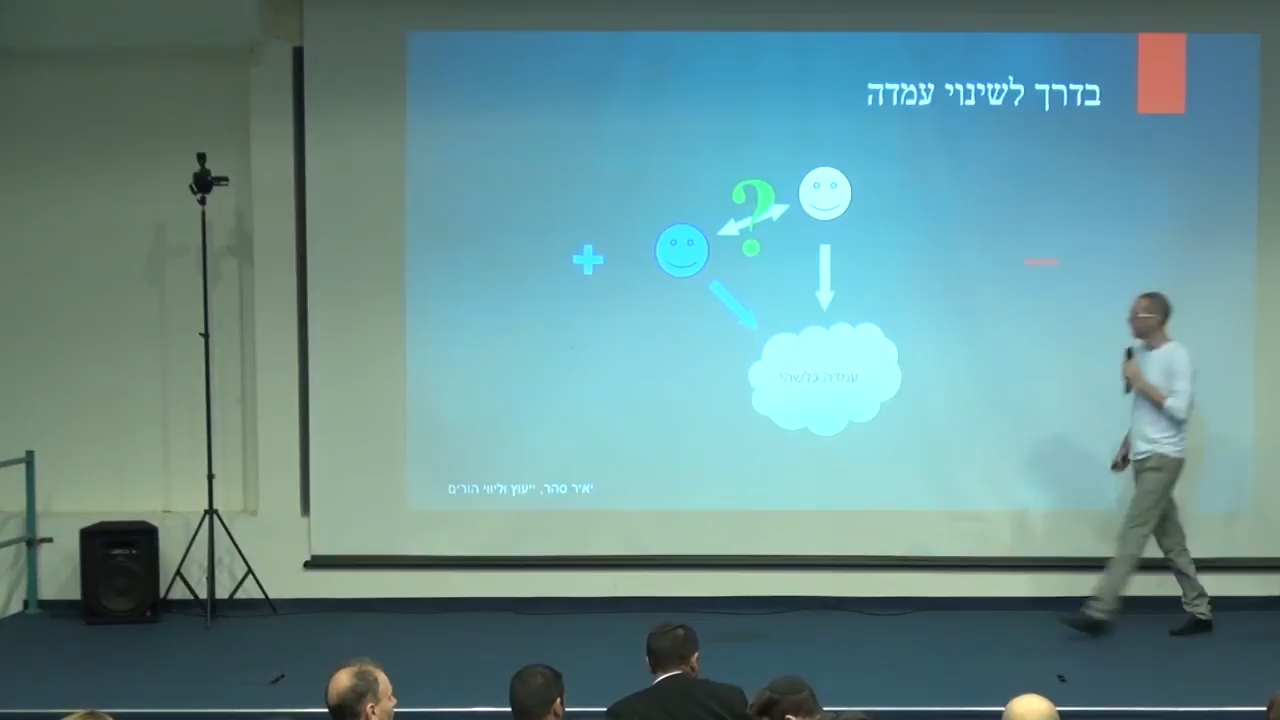 בדרך לשינוי עמדה
?
עמדה כלשהי
יאיר סהר, ייעוץ וליווי הורים